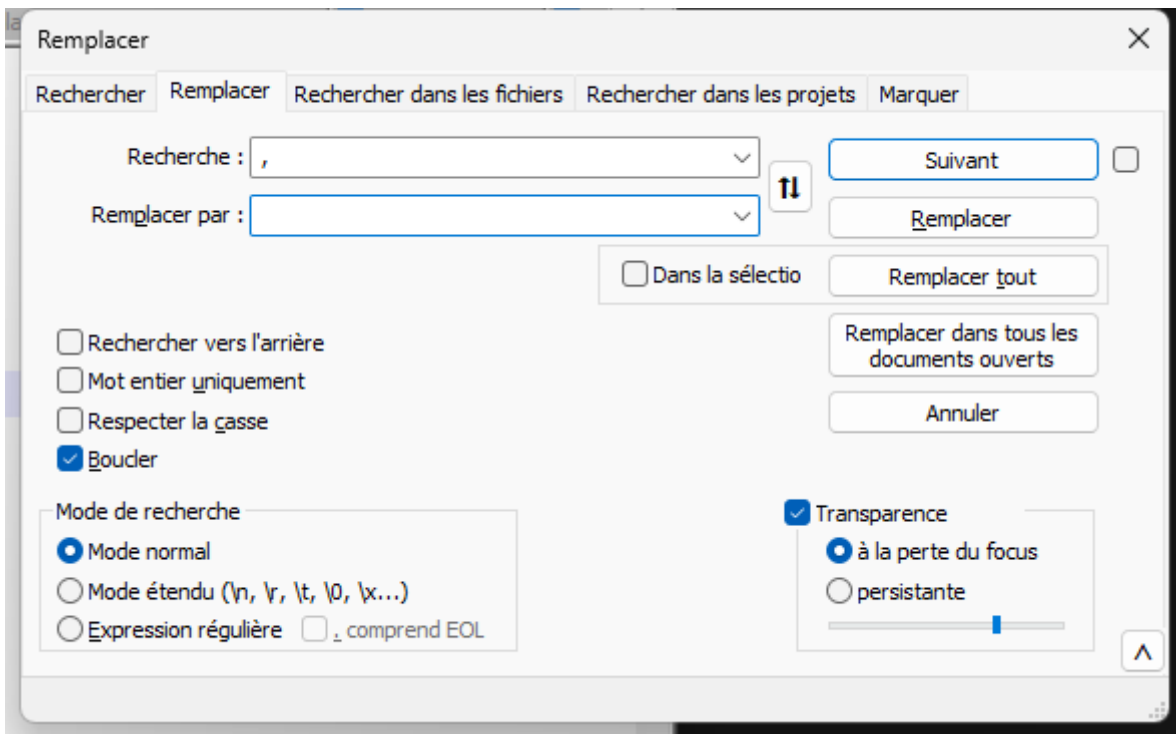 la
Remplacer
Rechercher Remplacer Rechercher dans les fichiers Rechercher dans les projets Marquer
Recherche : ,
Suivant
Remplacer par :
Remplacer
Dans la sélectio
Remplacer tout
Rechercher vers l'arrière
Remplacer dans tous les
documents ouverts
Mot entier uniquement
Respecter la casse
Annuler
Boucler
Mode de recherche
Transparence
Mode normal
à la perte du focus
Mode étendu (\n, \r, \t, \0, \x...)
persistante
Expression régulière . comprend EOL